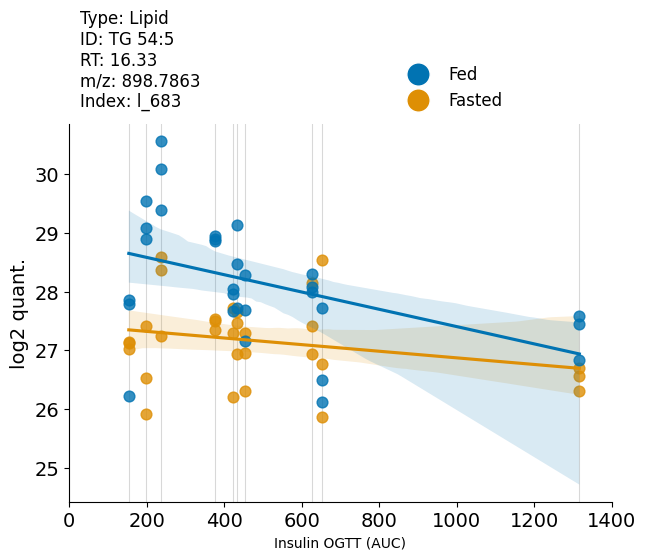 Type: Lipid
ID: TG 54:5
RT: 16.33
m/z: 898.7863
Index: l_683
Fed
Fasted
log2 quant.
30
29
28
27
26
25
0 200 400 600 800 1000 1200 1400
Insulin OGTT (AUC)